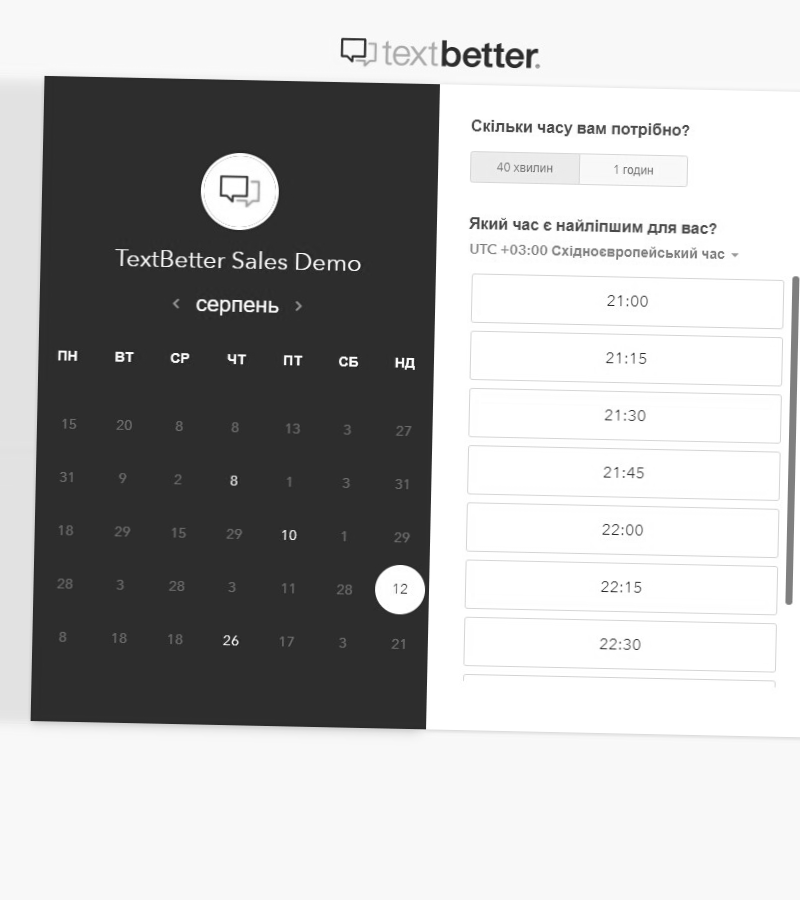 textbetter.
TextBetter Sales Demo
< серпень >
ПН ВТ СР ЧТ ПТ СБ НД
15 20 8 8 13 3 27
31 9 2 8 1 3 31
18 29 15 29 10 1 29
28 3 28 3 11 28 12
8 18 18 26 17 3 21
Скільки часу вам потрібно?
40 хвилин 1 годин
Який час є найліпшим для вас?
UTC +03:00 Східноєвропейський час
21:00
21:15
21:30
21:45
22:00
22:15
22:30